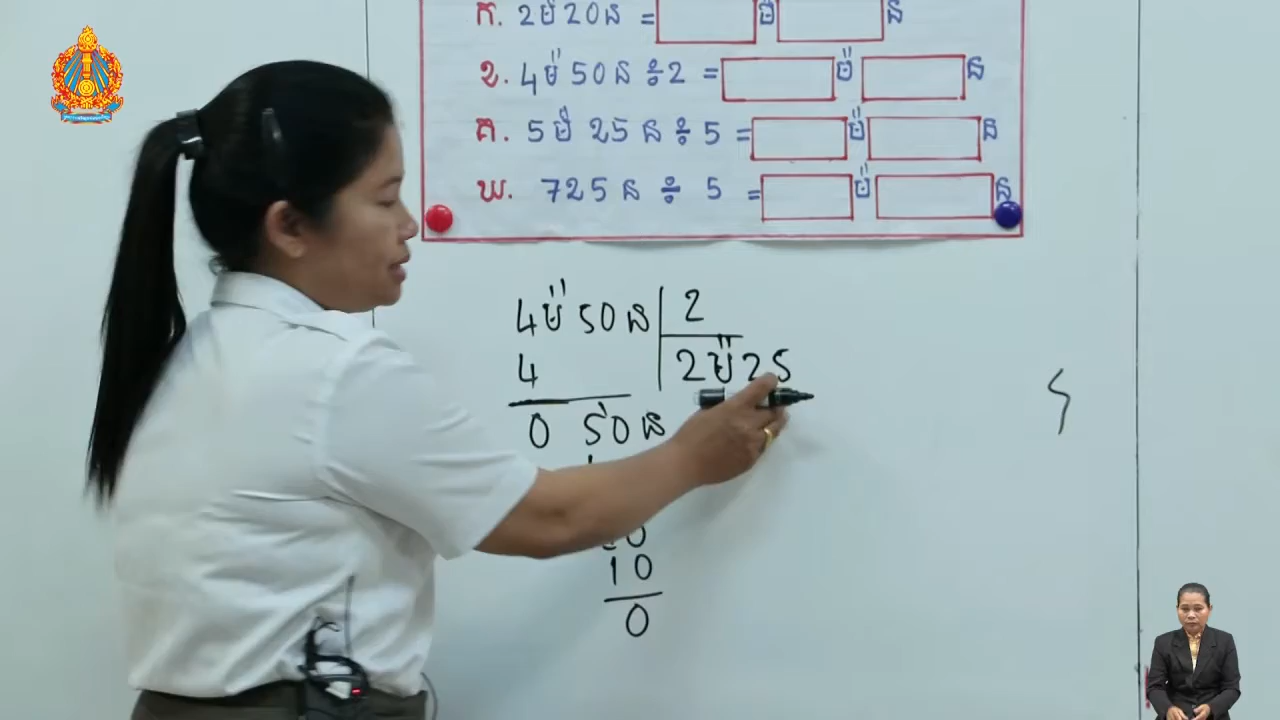 ក. 2ម៉ 20ន = ម៉ ន
ខ. 4ម៉ 50ន ÷2 = ម៉ ន
គ. 5ម៉ 25ន ÷ 5 = ម៉ ន
ឃ. 725ន ÷ 5 = ម៉ ន
4ម៉ 50ន 2
4 2ម៉25
0 50ន
10
0